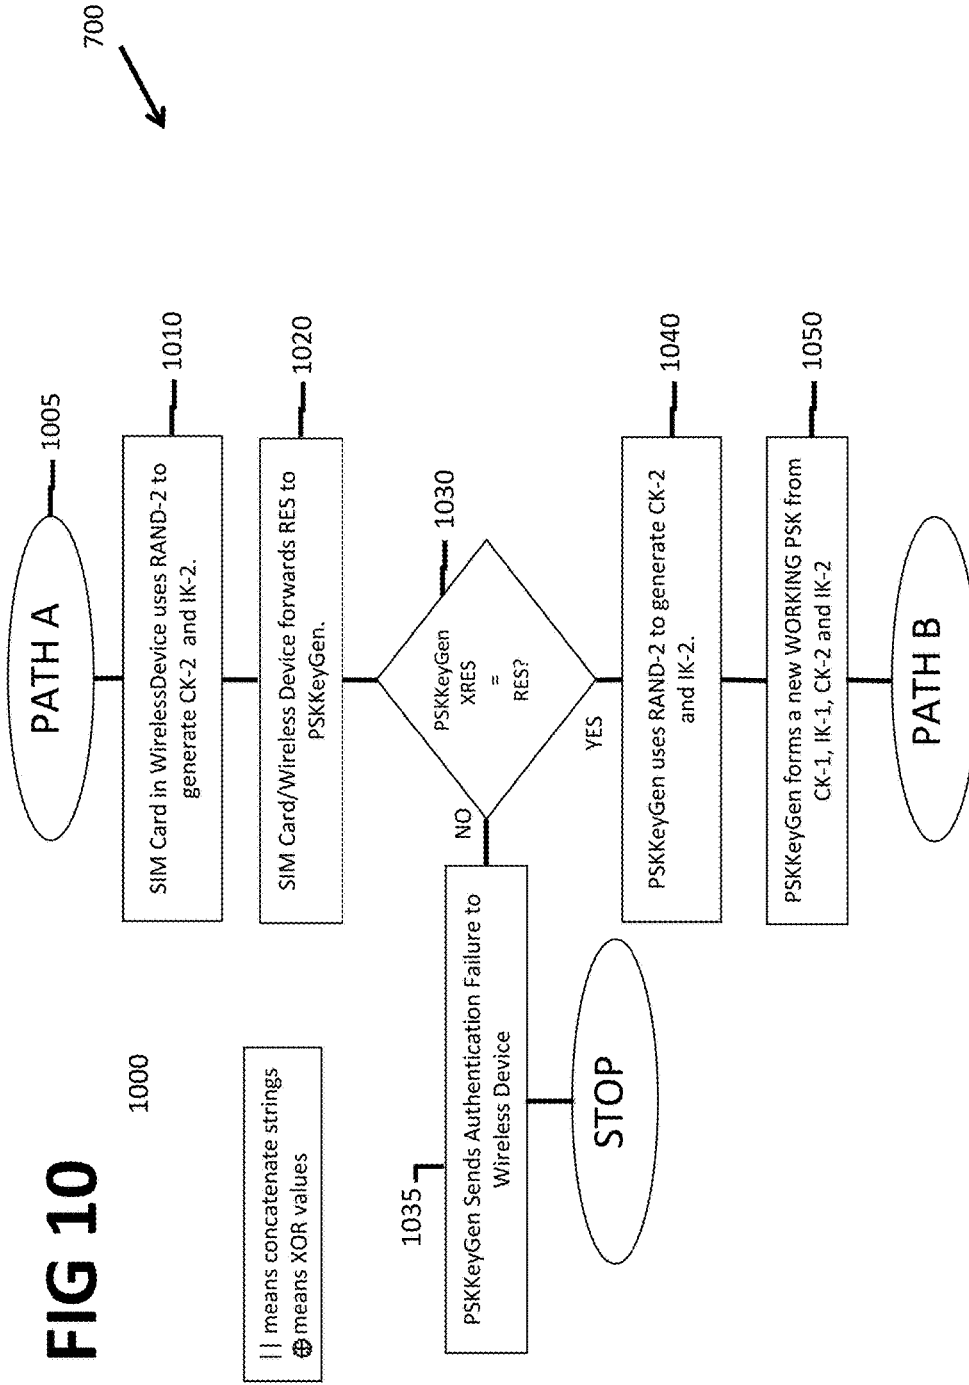 FIG 10
1000
700
|| means concatenate strings
⊕ means XOR values
PATH A
1005
SIM Card in WirelessDevice uses RAND-2 to
generate CK-2 and IK-2.
1010
SIM Card/Wireless Device forwards RES to
PSKKeyGen.
1020
PSKKeyGen
XRES
=
RES?
1030
NO
YES
1035
PSKKeyGen Sends Authentication Failure to
Wireless Device
STOP
PSKKeyGen uses RAND-2 to generate CK-2
and IK-2.
1040
PSKKeyGen forms a new WORKING PSK from
CK-1, IK-1, CK-2 and IK-2
1050
PATH B